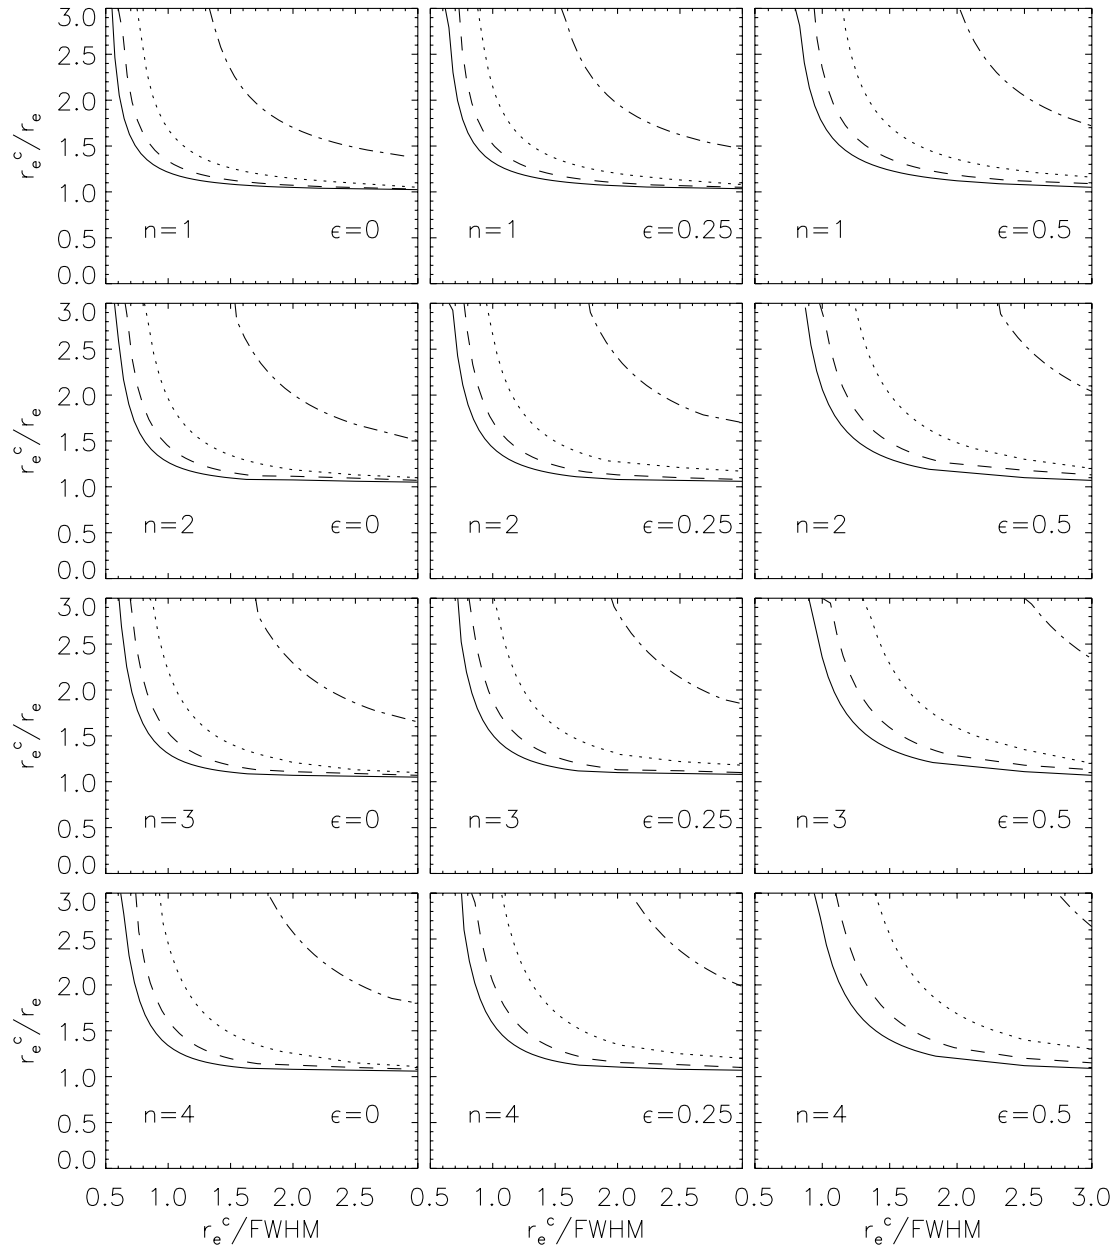 3.0
2.5
2.0
1.5
1.0
0.5
0.0
r_e^c/r_e
n=1 ϵ=0
n=1 ϵ=0.25
n=1 ϵ=0.5
3.0
2.5
2.0
1.5
1.0
0.5
0.0
r_e^c/r_e
n=2 ϵ=0
n=2 ϵ=0.25
n=2 ϵ=0.5
3.0
2.5
2.0
1.5
1.0
0.5
0.0
r_e^c/r_e
n=3 ϵ=0
n=3 ϵ=0.25
n=3 ϵ=0.5
3.0
2.5
2.0
1.5
1.0
0.5
0.0
r_e^c/r_e
n=4 ϵ=0
n=4 ϵ=0.25
n=4 ϵ=0.5
0.5 1.0 1.5 2.0 2.5 0.5 1.0 1.5 2.0 2.5 0.5 1.0 1.5 2.0 2.5 3.0
r_e^c/FWHM r_e^c/FWHM r_e^c/FWHM